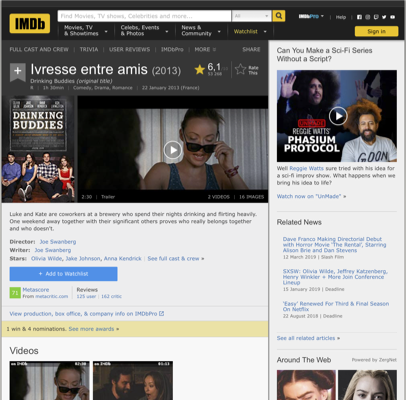 IMDb
Find Movies, TV shows, Celebrities and more...
All
Movies, TV
& Showtimes
Celebs, Events
& Photos
News &
Community
Watchlist
IMDbPro
Help
Sign in
FULL CAST AND CREW | TRIVIA | USER REVIEWS | IMDbPro | MORE
SHARE
Ivresse entre amis (2013)
Drinking Buddies (original title)
R | 1h 30min | Comedy, Drama, Romance | 22 January 2013 (France)
6,1
Rate
This
DRINKING
BUDDIES
2:30 | Trailer
2 VIDEOS | 16 IMAGES
Luke and Kate are coworkers at a brewery who spend their nights drinking and flirting heavily.
One weekend away together with their significant others proves who really belongs together
and who doesn't.
Director: Joe Swanberg
Writer: Joe Swanberg
Stars: Olivia Wilde, Jake Johnson, Anna Kendrick | See full cast & crew »
+ Add to Watchlist
71
Metascore
From metacritic.com
Reviews
125 user | 162 critic
View production, box office, & company info on IMDbPro
1 win & 4 nominations. See more awards »
Videos
IMDb
02:30
IMDb
01:13
Can You Make a Sci-Fi Series
Without a Script?
REGGIE WATTS'
PHASIUM PROTOCOL
Well Reggie Watts sure tried with his idea for
a sci-fi improv show. What happens when we
bring his idea to life?
Watch now on "UnMade" »
Related News
Dave Franco Making Directorial Debut
with Horror Movie 'The Rental', Starring
Alison Brie and Dan Stevens
12 March 2019 | Slash Film
SXSW: Olivia Wilde, Jeffrey Katzenberg,
Henry Winkler + More Join Conference
Lineup
15 January 2019 | Deadline
'Easy' Renewed For Third & Final Season
On Netflix
22 August 2018 | Deadline
See all related articles »
Around The Web
Powered by ZergNet